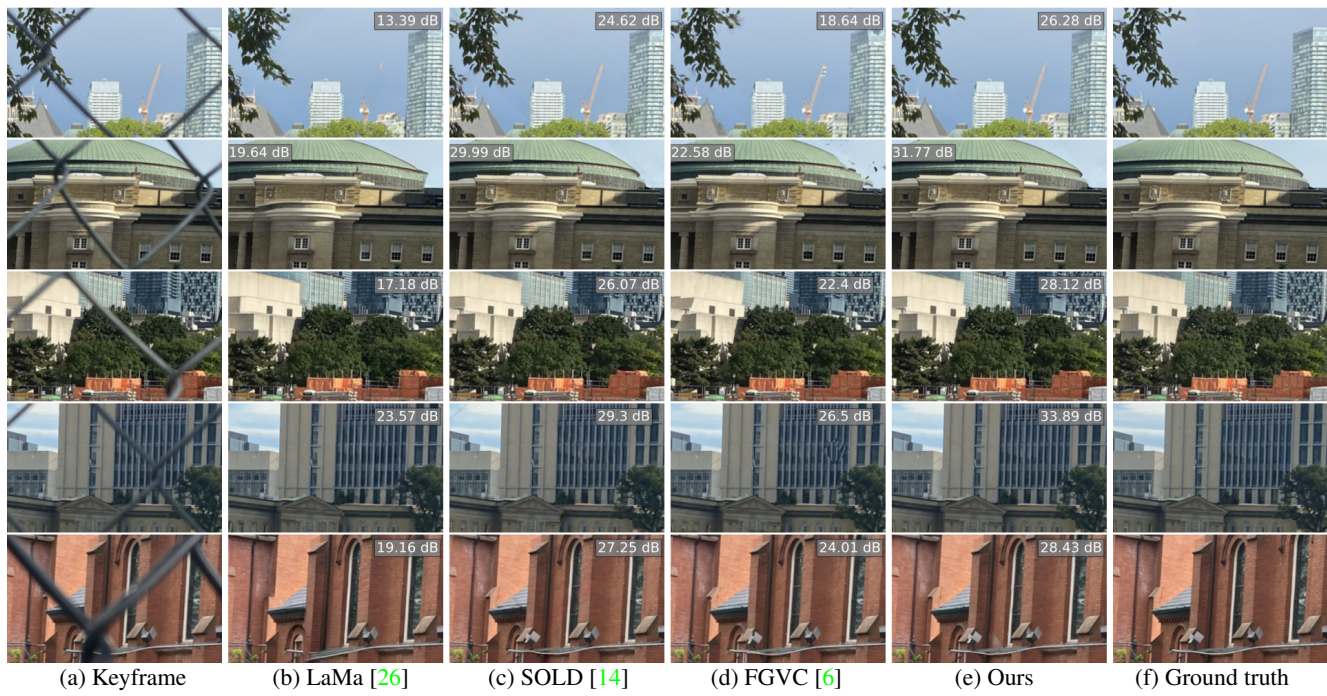 13.39 dB 24.62 dB 18.64 dB 26.28 dB
19.64 dB 29.99 dB 22.58 dB 31.77 dB
17.18 dB 26.07 dB 22.4 dB 28.12 dB
23.57 dB 29.3 dB 26.5 dB 33.89 dB
19.16 dB 27.25 dB 24.01 dB 28.43 dB
(a) Keyframe (b) LaMa [26] (c) SOLD [14] (d) FGVC [6] (e) Ours (f) Ground truth